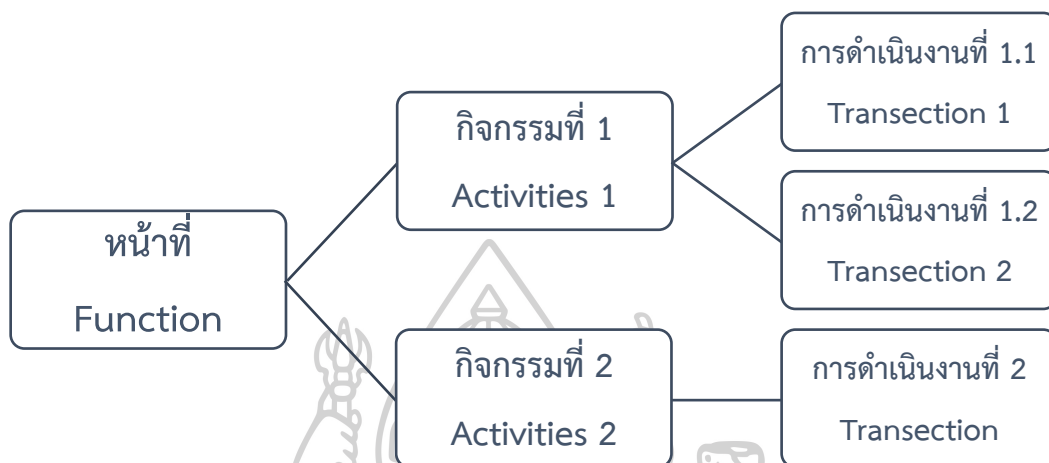 หน้าที่
Function
กิจกรรมที่ 1
Activities 1
การดำเนินงานที่ 1.1
Transection 1
การดำเนินงานที่ 1.2
Transection 2
กิจกรรมที่ 2
Activities 2
การดำเนินงานที่ 2
Transection